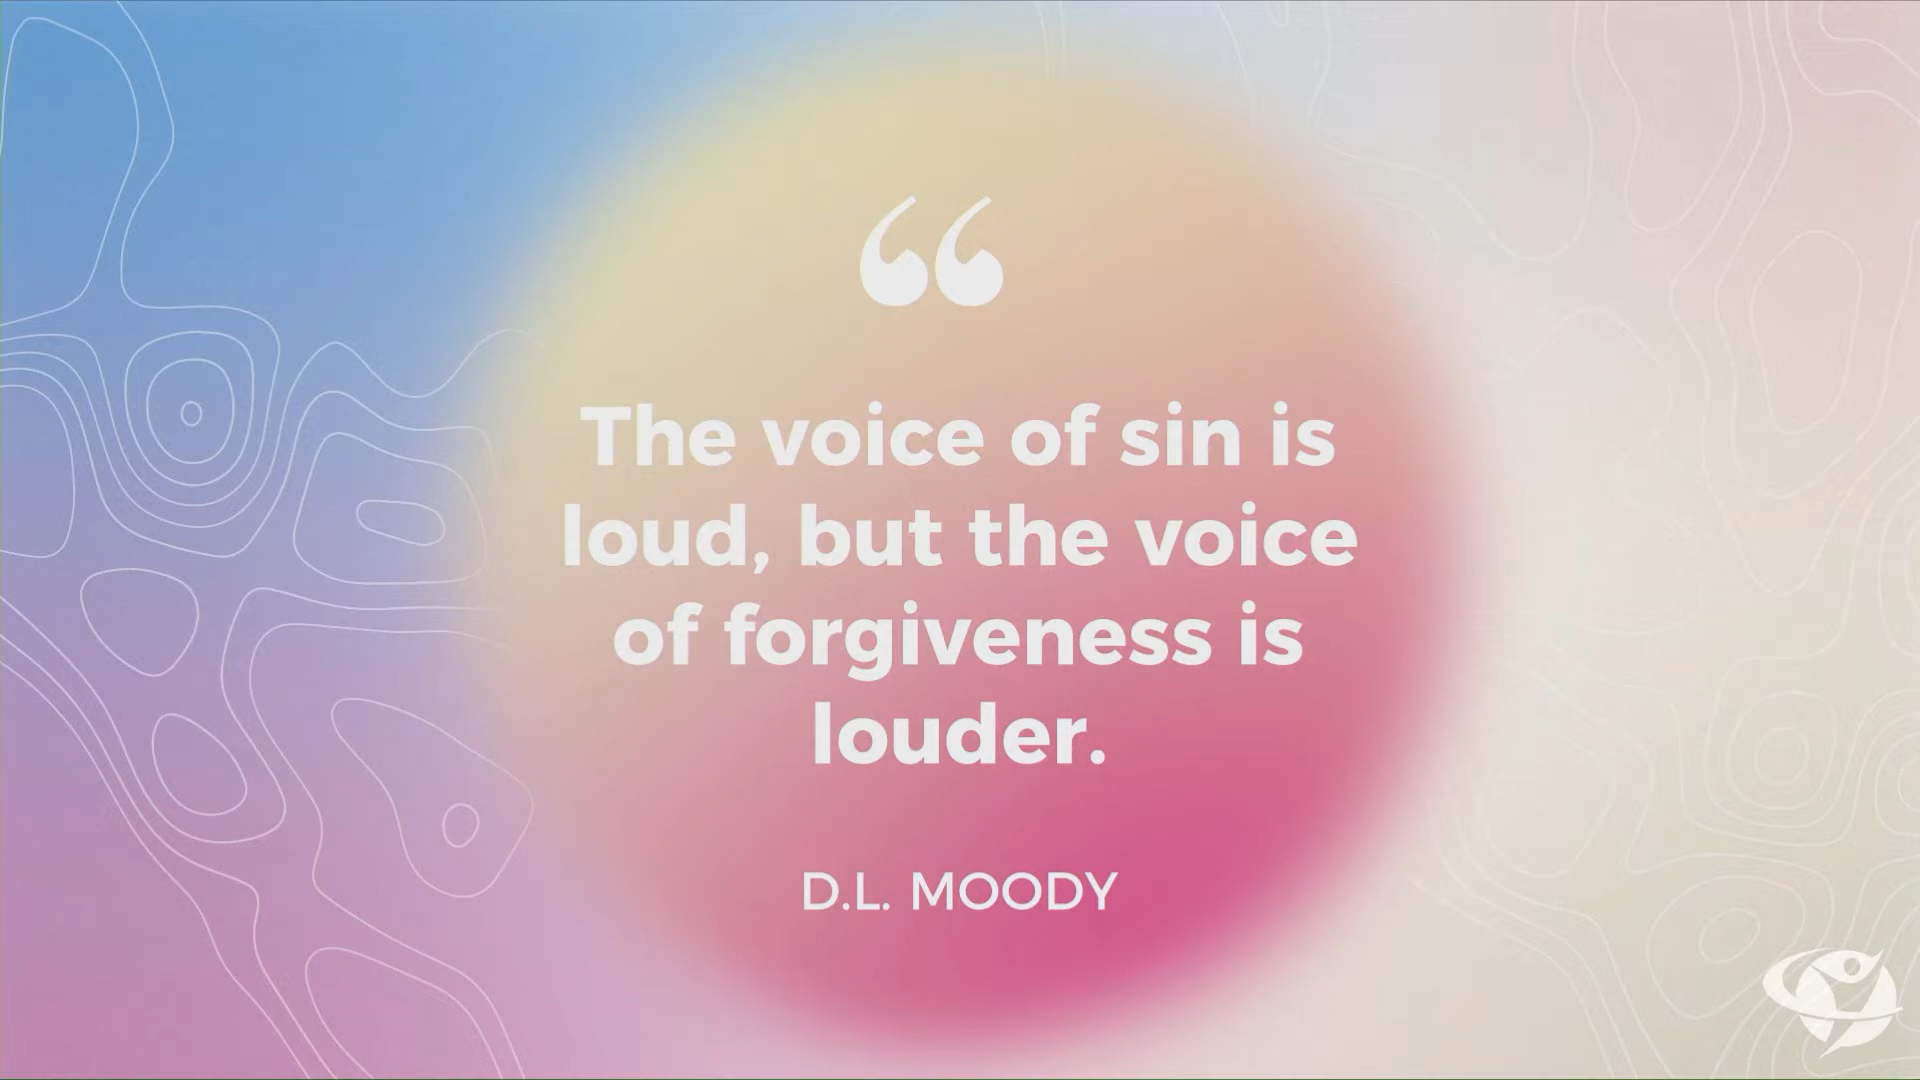 “
The voice of sin is
loud, but the voice
of forgiveness is
louder.
D.L. MOODY